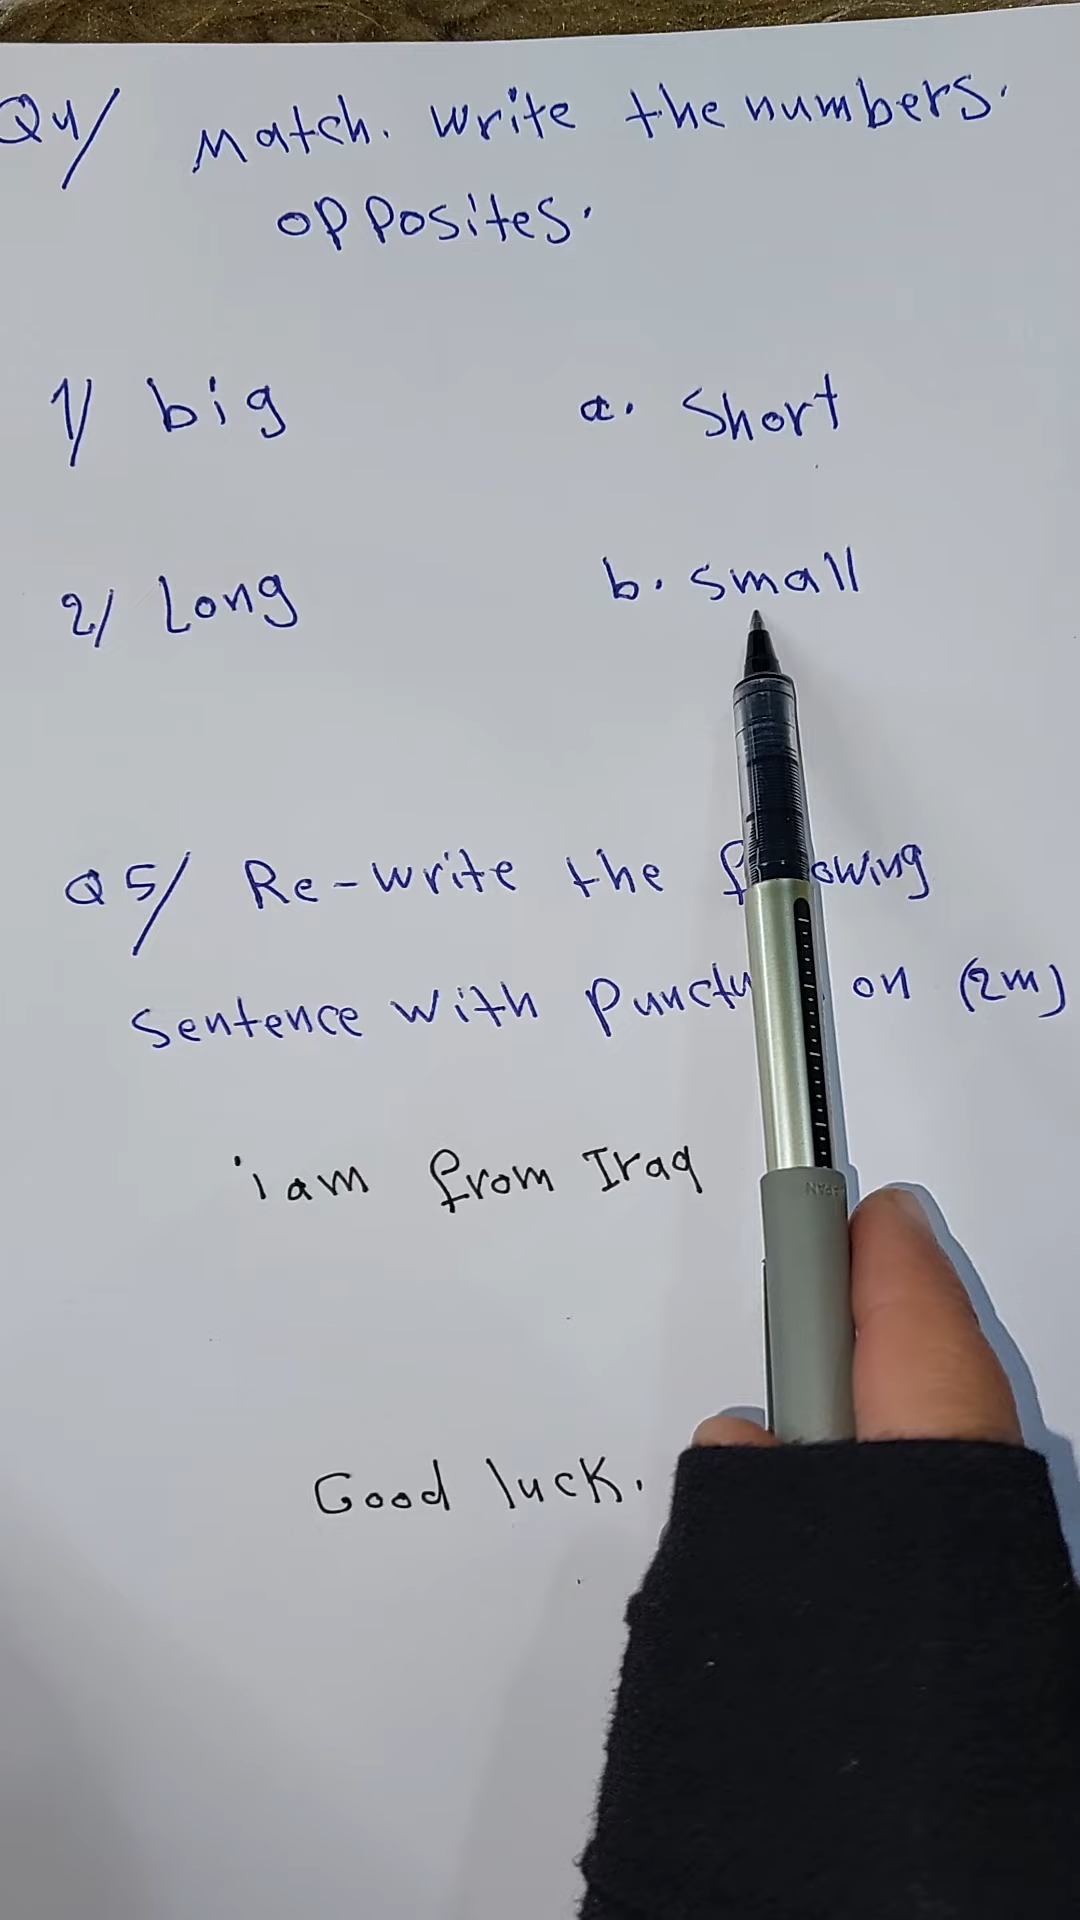 Q4/ Match. write the numbers.
opposites.
1/ big
a. Short
2/ Long
b. small
Q5/ Re-write the
sentence with (2m)
i am from Iraq
Good luck.